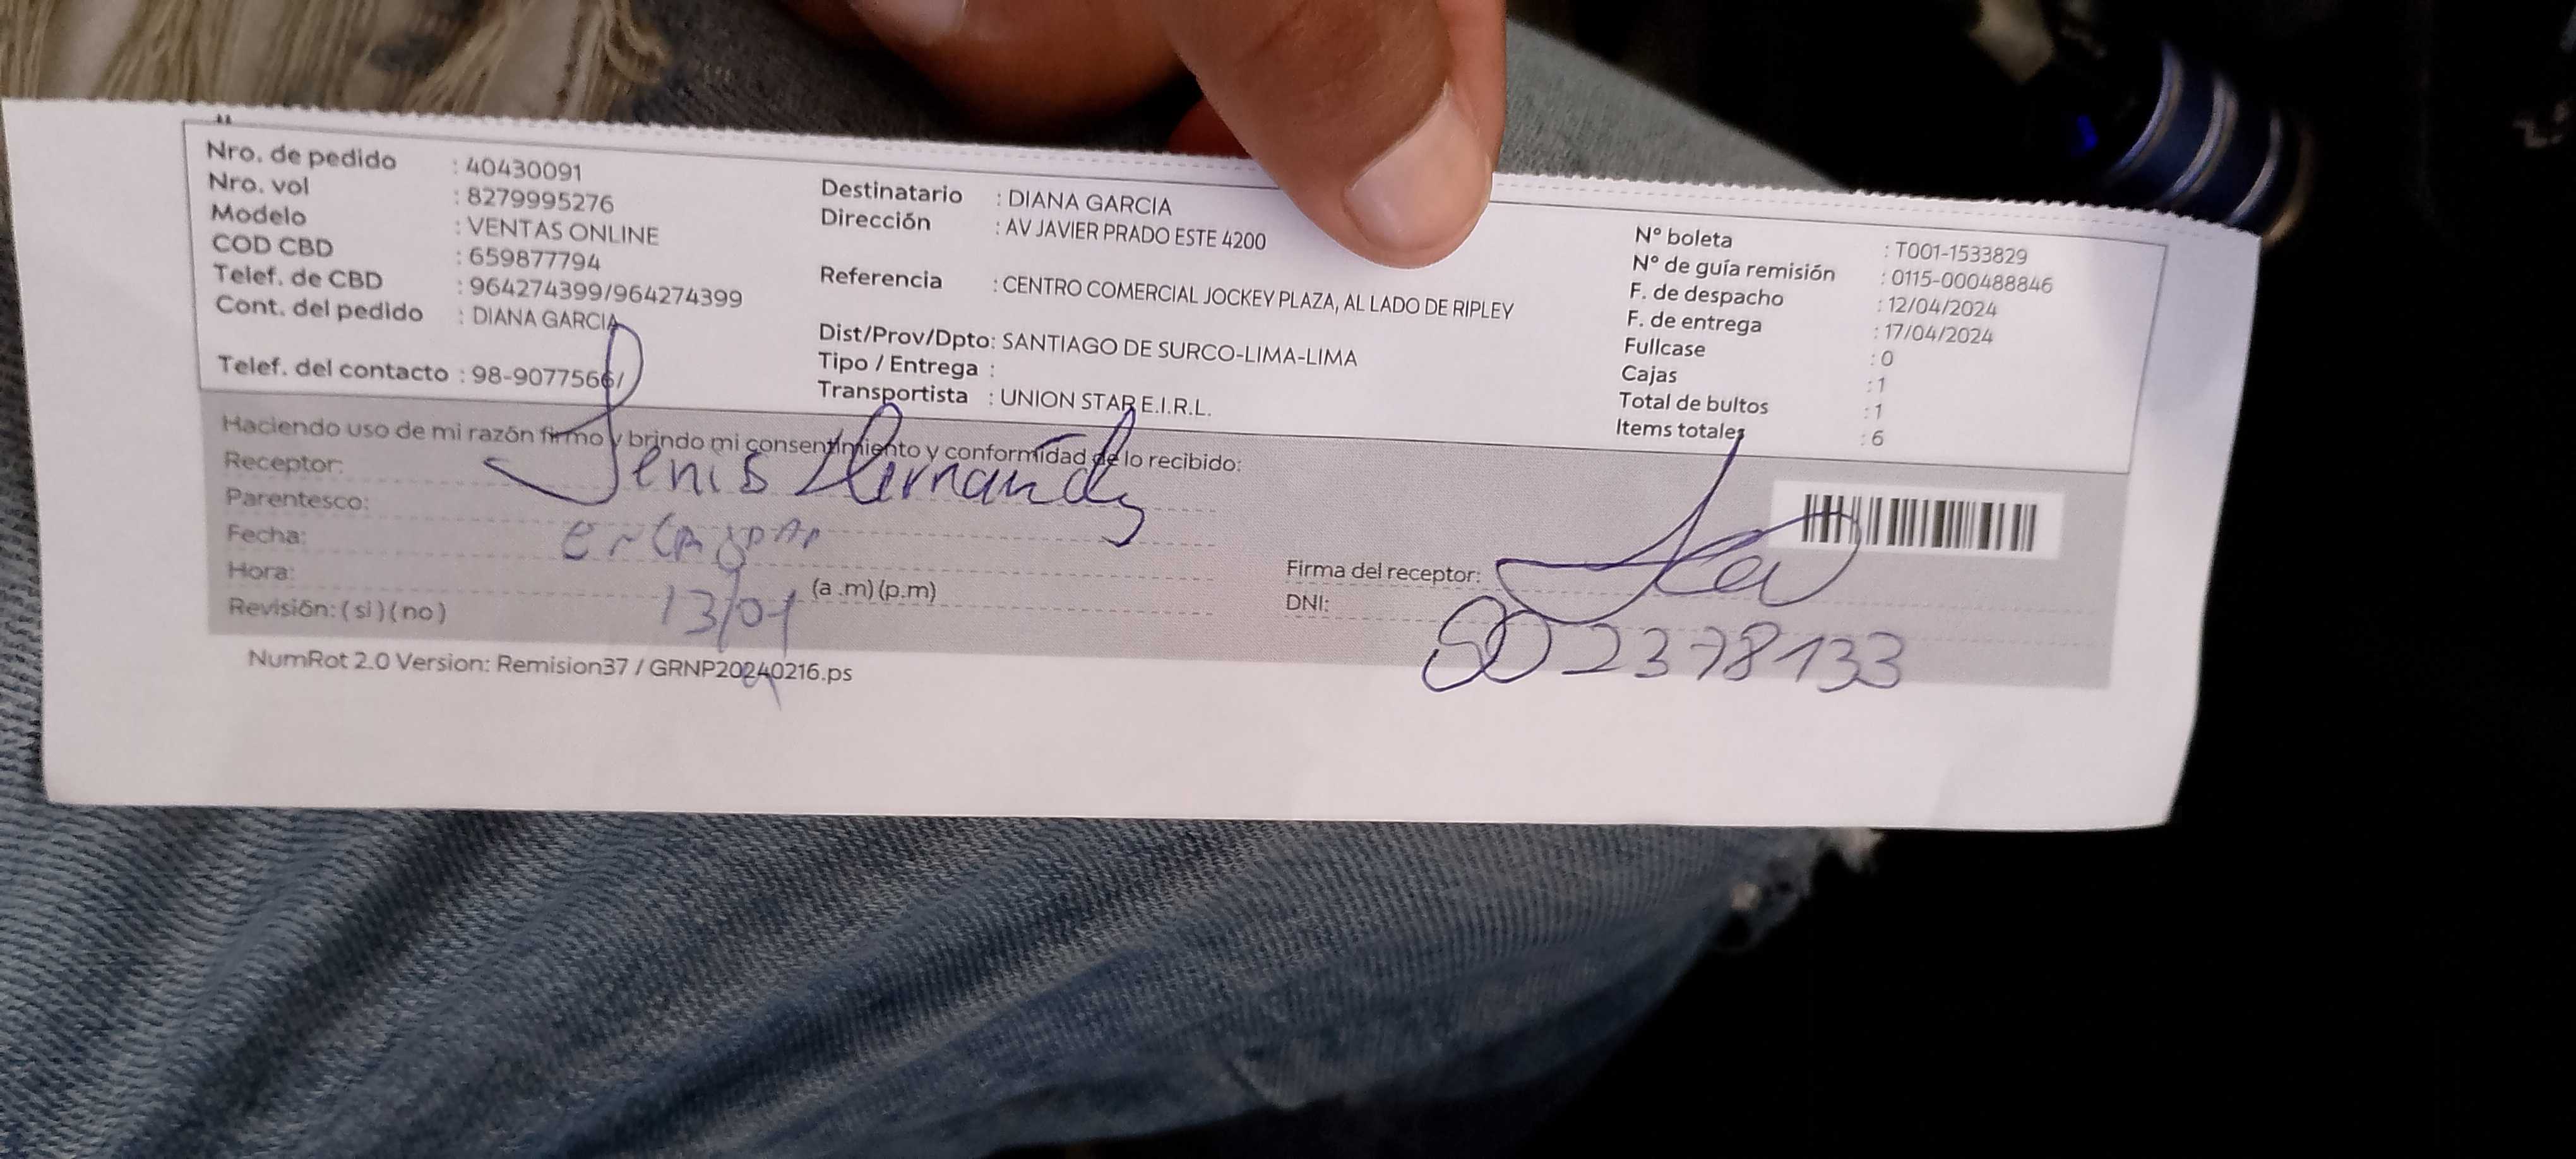 Nro. de pedido : 40430091
Nro. vol : 8279995276
Modelo : VENTAS ONLINE
COD CBD : 659877794
Telef. de CBD : 964274399/964274399
Cont. del pedido : DIANA GARCIA
Telef. del contacto : 98-9077566/
Destinatario : DIANA GARCIA
Dirección : AV JAVIER PRADO ESTE 4200
Referencia : CENTRO COMERCIAL JOCKEY PLAZA, AL LADO DE RIPLEY
Dist/Prov/Dpto: SANTIAGO DE SURCO-LIMA-LIMA
Tipo / Entrega :
Transportista : UNION STAR E.I.R.L.
N° boleta : T001-1533829
N° de guía remisión : 0115-000488846
F. de despacho : 12/04/2024
F. de entrega : 17/04/2024
Fullcase : 0
Cajas : 1
Total de bultos : 1
Items totales : 6
Haciendo uso de mi razón firmo y brindo mi consentimiento y conformidad de lo recibido:
Receptor:
Parentesco:
Fecha:
Hora: (a .m) (p.m)
Revisión: ( si ) ( no )
13/04
Firma del receptor:
DNI:
2378133
NumRot 2.0 Version: Remision37 / GRNP20240216.ps